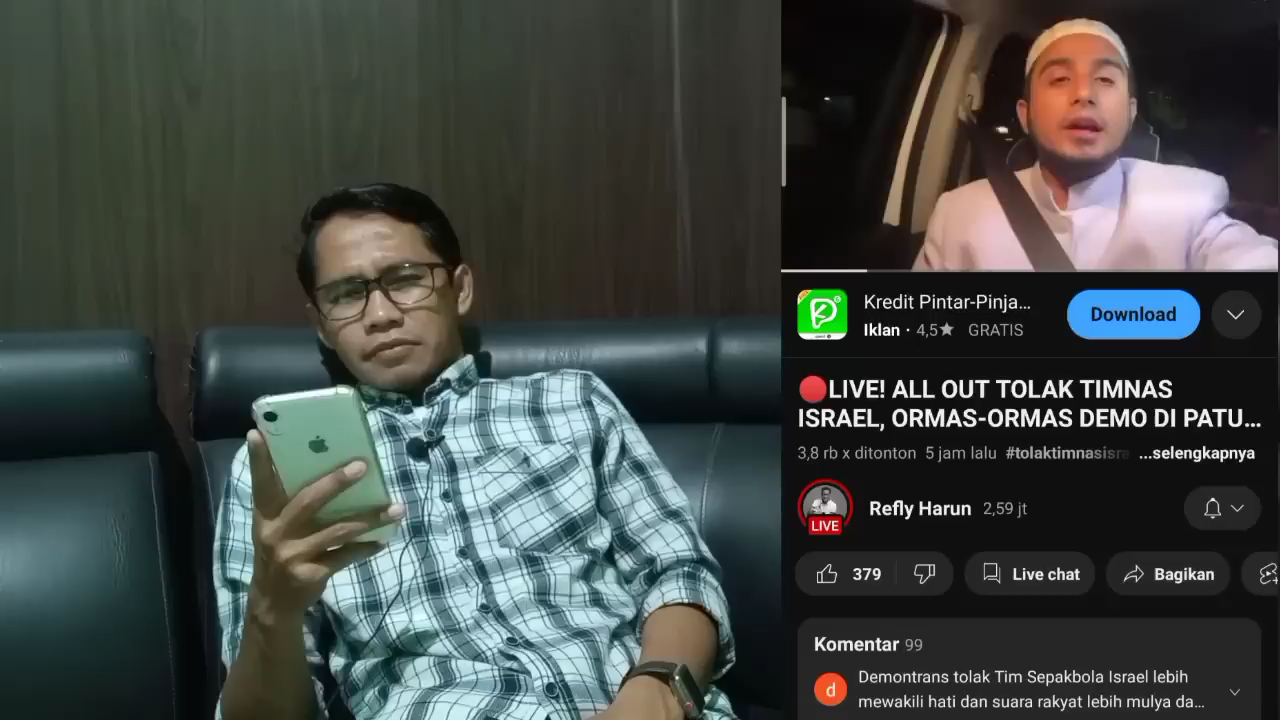 Kredit Pintar-Pinja...
Iklan · 4,5★ GRATIS
Download
🔴LIVE! ALL OUT TOLAK TIMNAS
ISRAEL, ORMAS-ORMAS DEMO DI PATU...
3,8 rb x ditonton 5 jam lalu #tolaktimnasisra ...selengkapnya
LIVE
Refly Harun 2,59 jt
379
Live chat
Bagikan
Komentar 99
d
Demontrans tolak Tim Sepakbola Israel lebih
mewakili hati dan suara rakyat lebih mulya da...